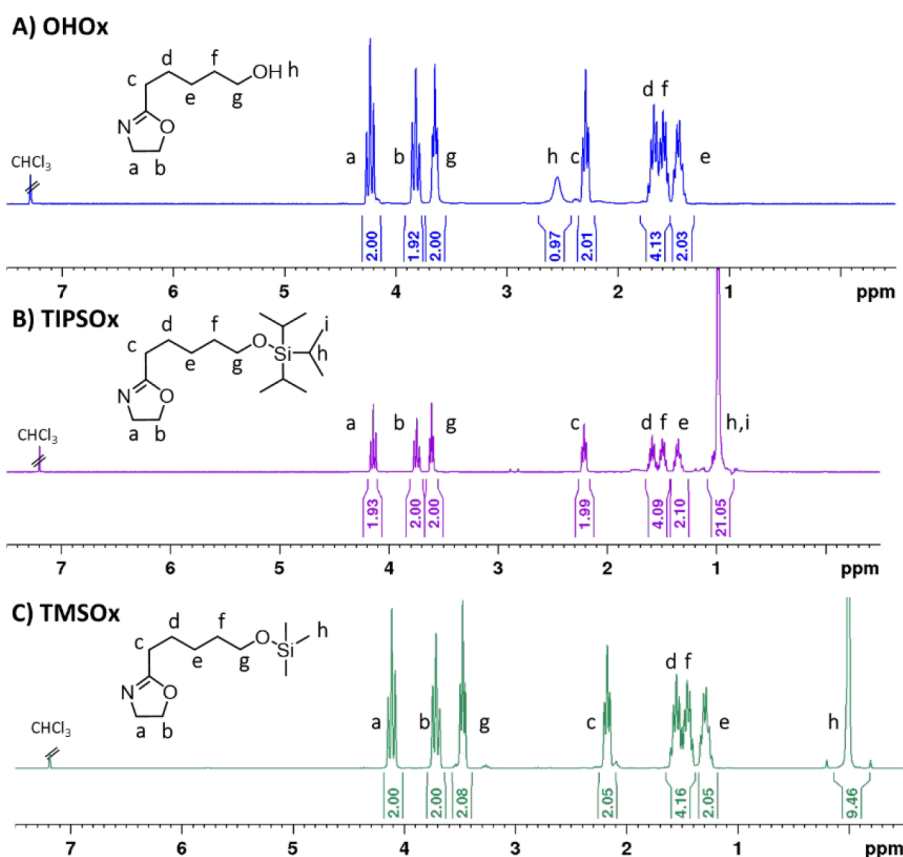 A) OHOx
f
d
OH h
c
g
e
N
O
CHCl3
a
b
a
b
g
h
c
d
f
e
2.00
1.92
2.00
0.97
2.01
4.13
2.03
7
6
5
4
3
2
1
ppm
B) TIPSOx
f
i
d
O
Si
h
c
g
e
N
O
CHCl3
a
b
a
b
g
c
d
f
e
h,i
1.93
2.00
2.00
1.99
4.09
2.10
21.05
7
6
5
4
3
2
1
ppm
C) TMSOx
f
d
h
O
Si
c
g
e
N
O
CHCl3
a
b
a
b
g
c
d
f
e
h
2.00
2.00
2.08
2.05
4.16
2.05
9.46
7
6
5
4
3
2
1
ppm